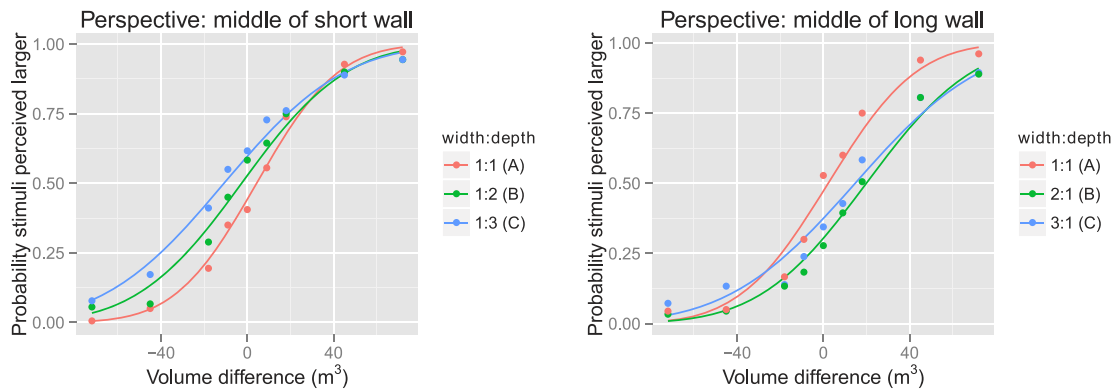 Perspective: middle of short wall
Probability stimuli perceived larger
1.00
0.75
0.50
0.25
0.00
−40
0
40
Volume difference (m³)
width:depth
1:1 (A)
1:2 (B)
1:3 (C)
Perspective: middle of long wall
Probability stimuli perceived larger
1.00
0.75
0.50
0.25
0.00
−40
0
40
Volume difference (m³)
width:depth
1:1 (A)
2:1 (B)
3:1 (C)